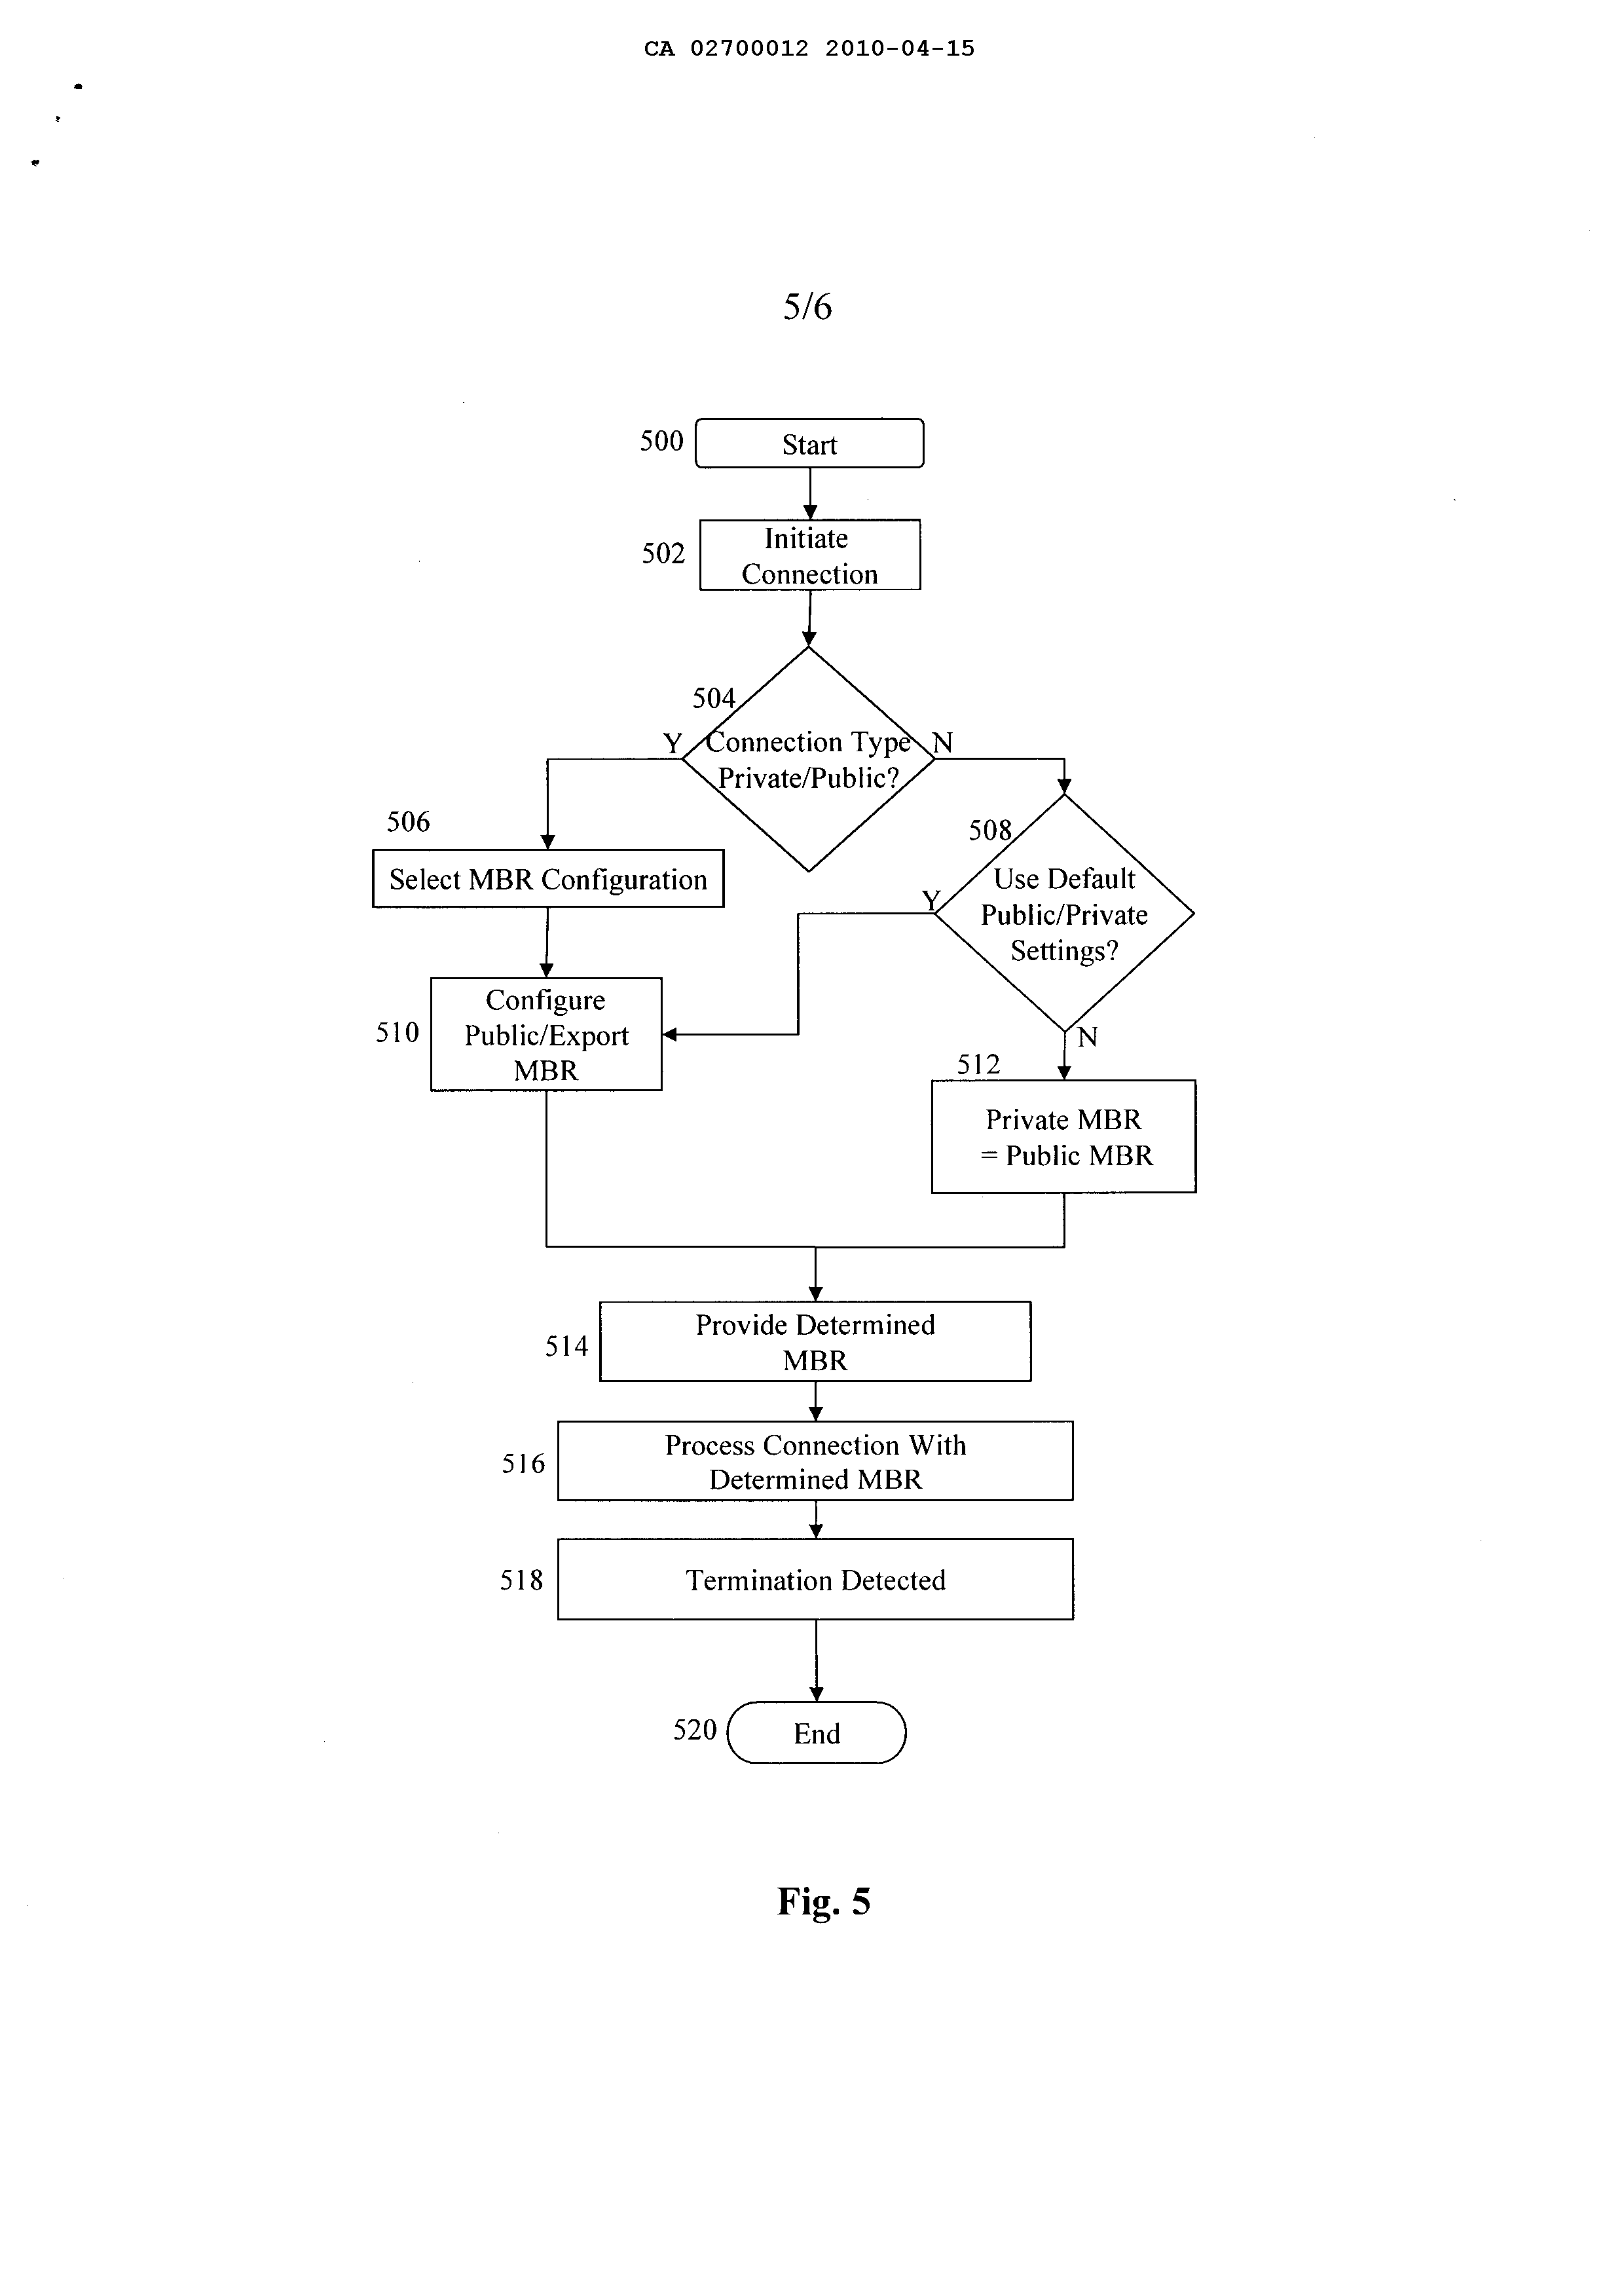 CA 02700012 2010-04-15
5/6
500
Start
502
Initiate
Connection
504
Y
Connection Type
N
Private/Public?
506
Select MBR Configuration
508
Use Default
Public/Private
Settings?
Y
N
510
Configure
Public/Export
MBR
512
Private MBR
= Public MBR
514
Provide Determined
MBR
516
Process Connection With
Determined MBR
518
Termination Detected
520
End
Fig. 5